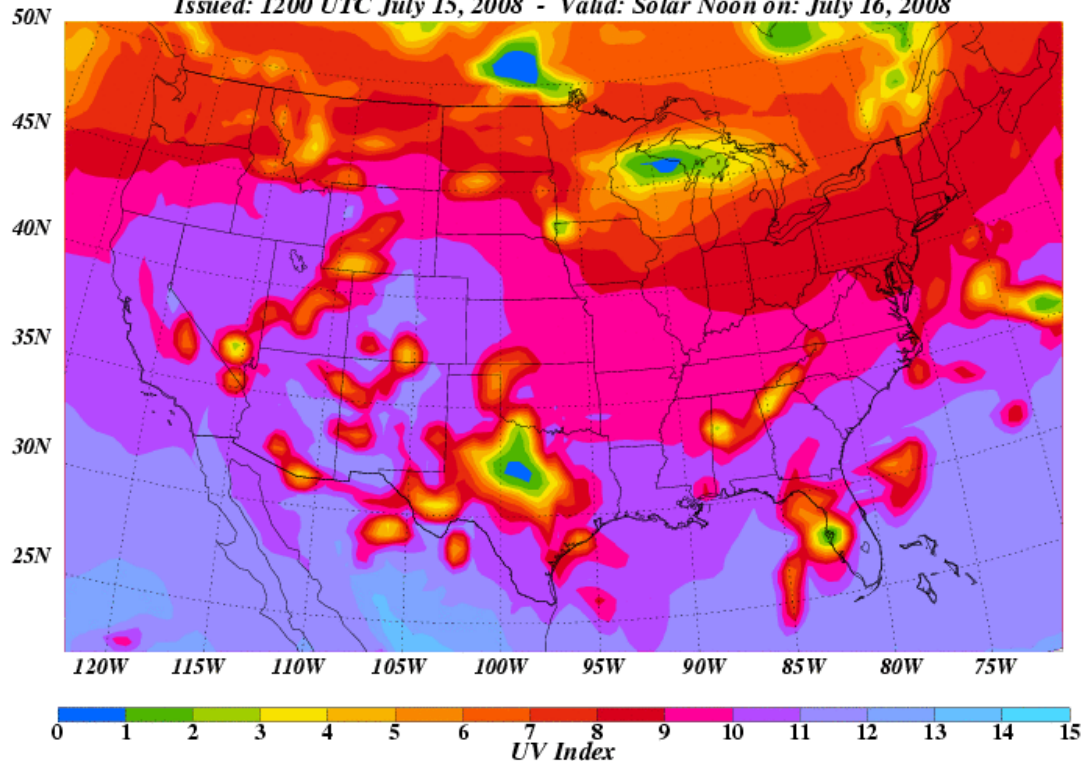 Issued: 1200 UTC July 15, 2008 - Valid: Solar Noon on: July 16, 2008
50N
45N
40N
35N
30N
25N
120W 115W 110W 105W 100W 95W 90W 85W 80W 75W
0 1 2 3 4 5 6 7 8 9 10 11 12 13 14 15
UV Index